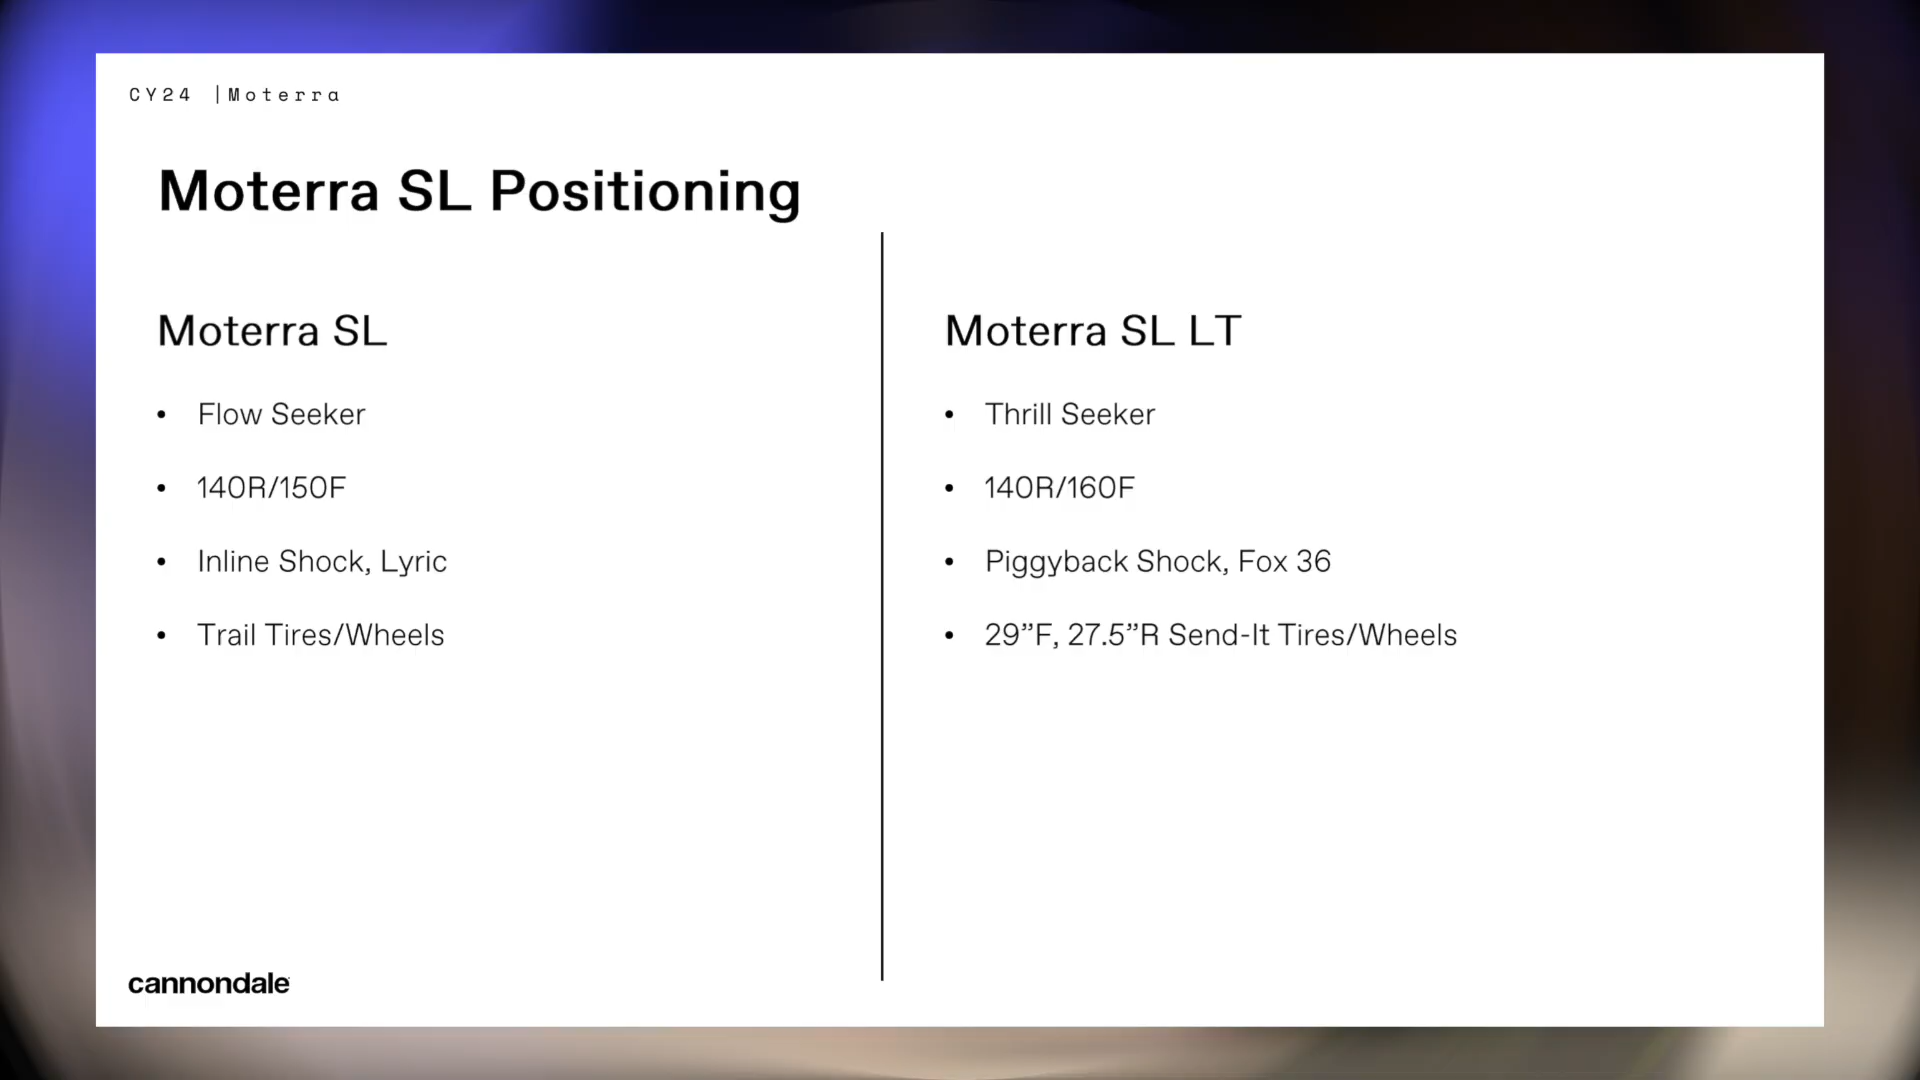 CY24 |Moterra
Moterra SL Positioning
Moterra SL
• Flow Seeker
• 140R/150F
• Inline Shock, Lyric
• Trail Tires/Wheels
Moterra SL LT
• Thrill Seeker
• 140R/160F
• Piggyback Shock, Fox 36
• 29”F, 27.5”R Send-It Tires/Wheels
cannondale